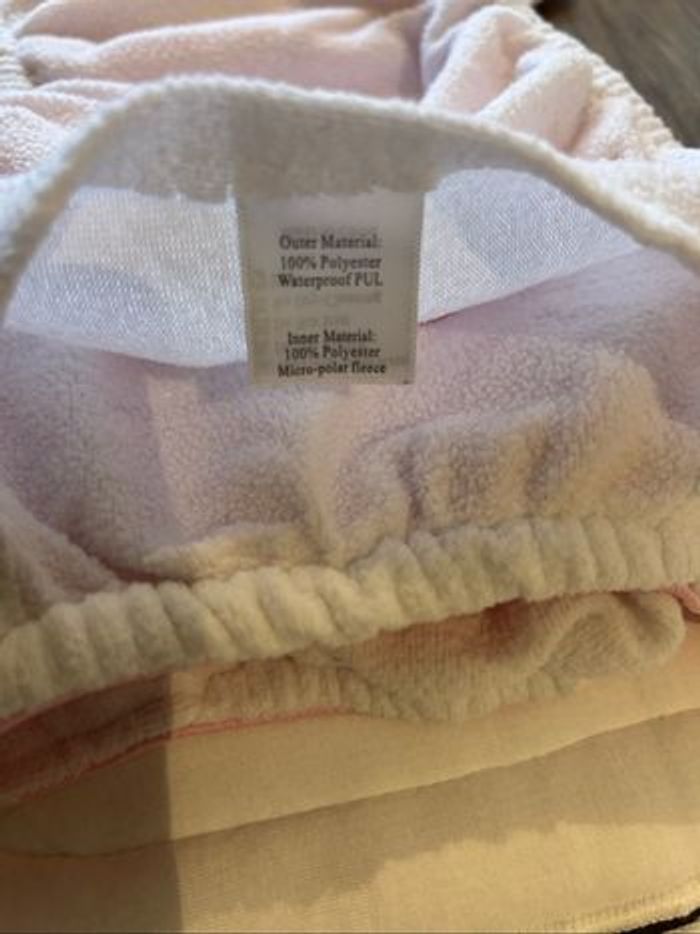 Outer Material:
100% Polyester
Waterproof PUL
Inner Material:
100% Polyester
Micro-polar fleece